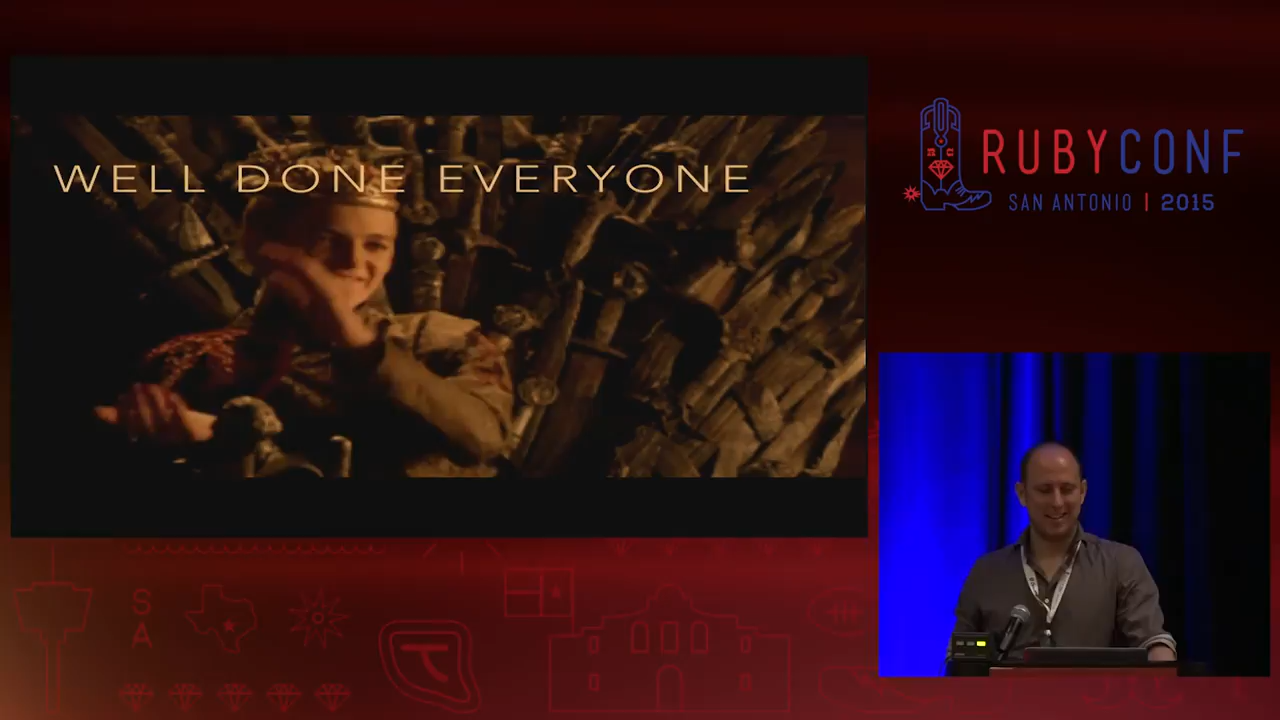 WELL DONE EVERYONE
RUBYCONF
SAN ANTONIO | 2015
S
A